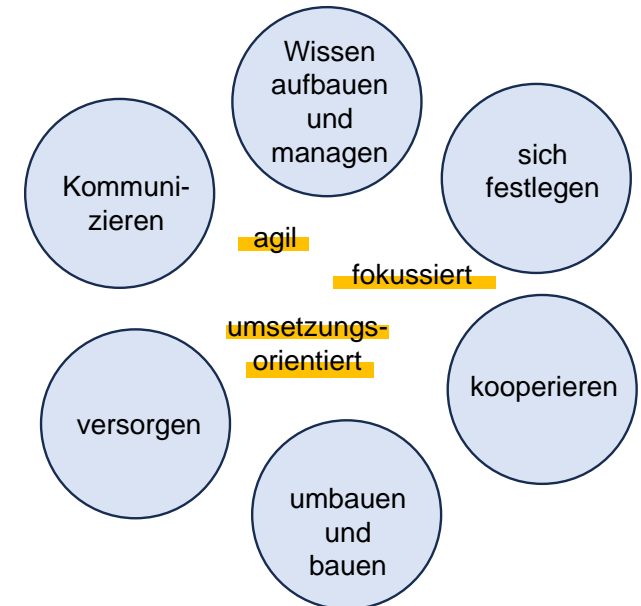 Wissen
aufbauen
und
managen
sich
festlegen
Kommuni-
zieren
agil
fokussiert
umsetzungs-
orientiert
kooperieren
versorgen
umbauen
und
bauen